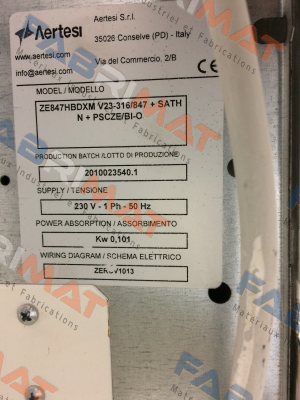 Aertesi
Aertesi S.r.l.
35026 Conselve (PD) - Italy
www.aertesi.com
info@aertesi.com
Via del Commercio, 2/B
CE
MODEL / MODELLO
ZE847HBDXM V23-316/847 + SATH
N + PSCZE/BI-O
PRODUCTION BATCH /LOTTO DI PRODUZIONE
2010023540.1
SUPPLY / TENSIONE
230 V - 1 Ph - 50 Hz
POWER ABSORPTION / ASSORBIMENTO
Kw 0,101
WIRING DIAGRAM / SCHEMA ELETTRICO
FABRIMAT